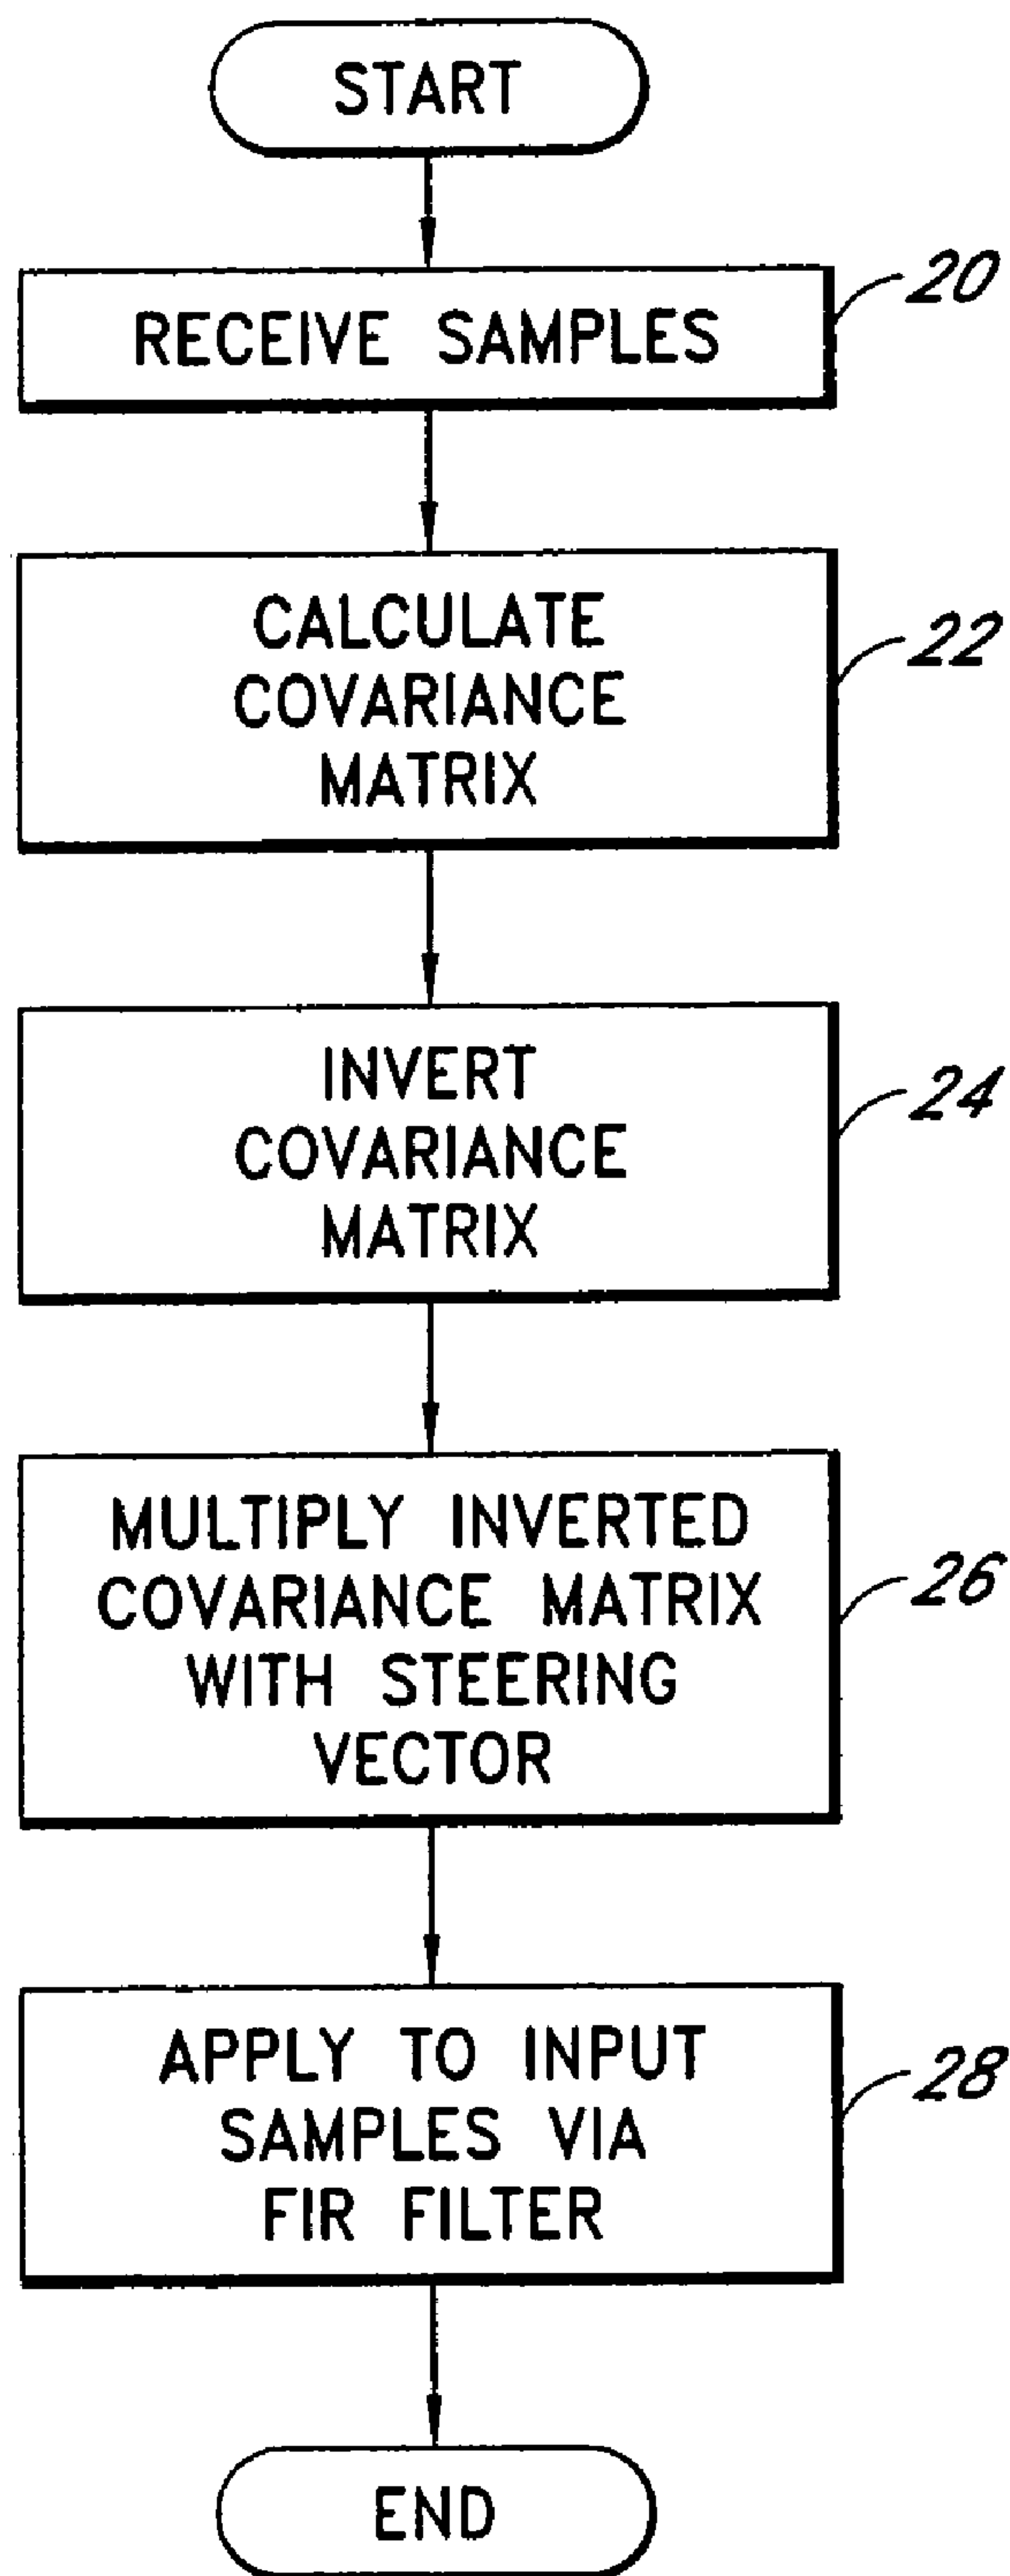 START
RECEIVE SAMPLES
20
CALCULATE
COVARIANCE
MATRIX
22
INVERT
COVARIANCE
MATRIX
24
MULTIPLY INVERTED
COVARIANCE MATRIX
WITH STEERING
VECTOR
26
APPLY TO INPUT
SAMPLES VIA
FIR FILTER
28
END